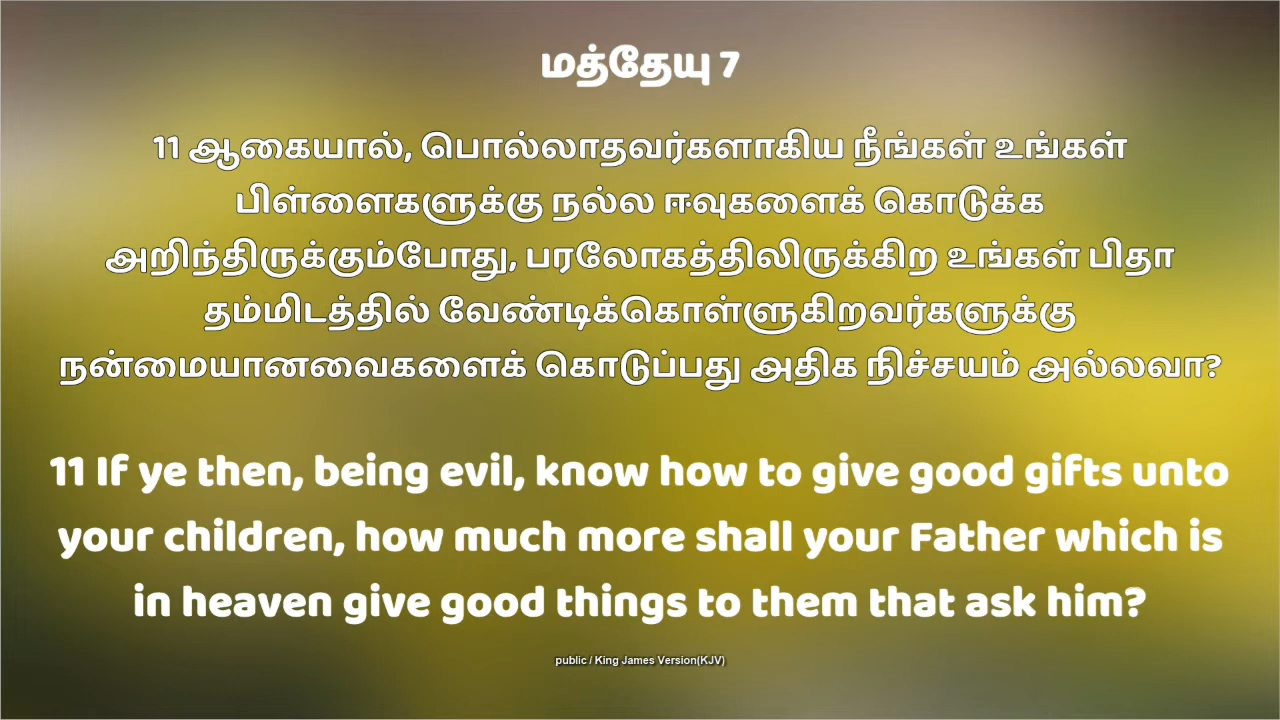 மத்தேயு 7
11 ஆகையால், பொல்லாதவர்களாகிய நீங்கள் உங்கள்
பிள்ளைகளுக்கு நல்ல ஈவுகளைக் கொடுக்க
அறிந்திருக்கும்போது, பரலோகத்திலிருக்கிற உங்கள் பிதா
தம்மிடத்தில் வேண்டிக்கொள்ளுகிறவர்களுக்கு
நன்மையானவைகளைக் கொடுப்பது அதிக நிச்சயம் அல்லவா?
11 If ye then, being evil, know how to give good gifts unto
your children, how much more shall your Father which is
in heaven give good things to them that ask him?
public / King James Version(KJV)